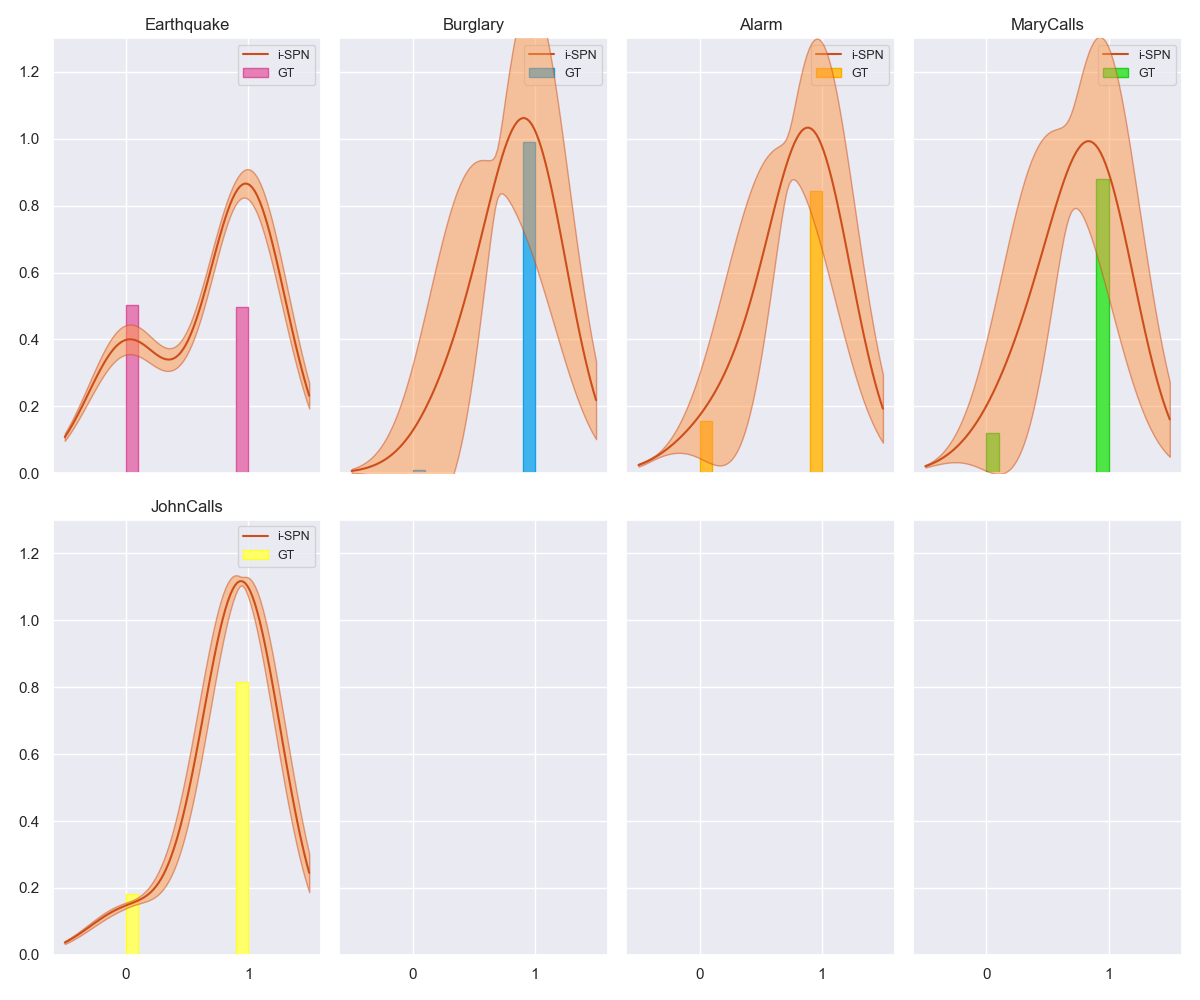 Earthquake
Burglary
Alarm
MaryCalls
i-SPN
GT
i-SPN
GT
i-SPN
GT
i-SPN
GT
1.2
1.0
0.8
0.6
0.4
0.2
0.0
JohnCalls
i-SPN
GT
1.2
1.0
0.8
0.6
0.4
0.2
0.0
0 1
0 1
0 1
0 1